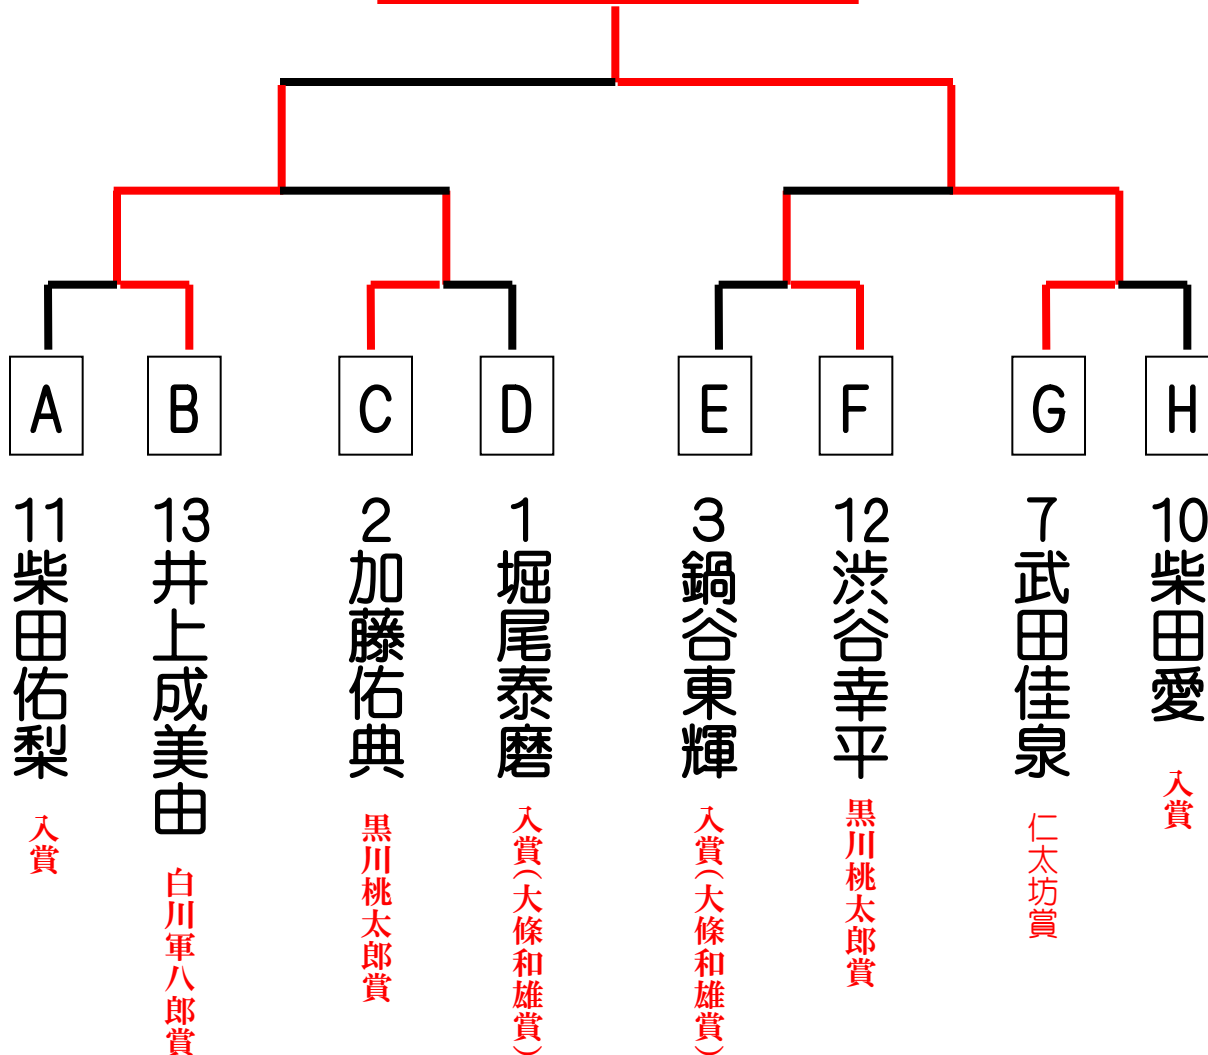 A
11
柴田佑梨
入賞
B
13
井上成美由
白川軍八郎賞
C
2
加藤佑典
黒川桃太郎賞
D
1
堀尾泰磨
入賞(大條和雄賞)
E
3
鍋谷東輝
入賞(大條和雄賞)
F
12
渋谷幸平
黒川桃太郎賞
G
7
武田佳泉
仁太坊賞
H
10
柴田愛
入賞